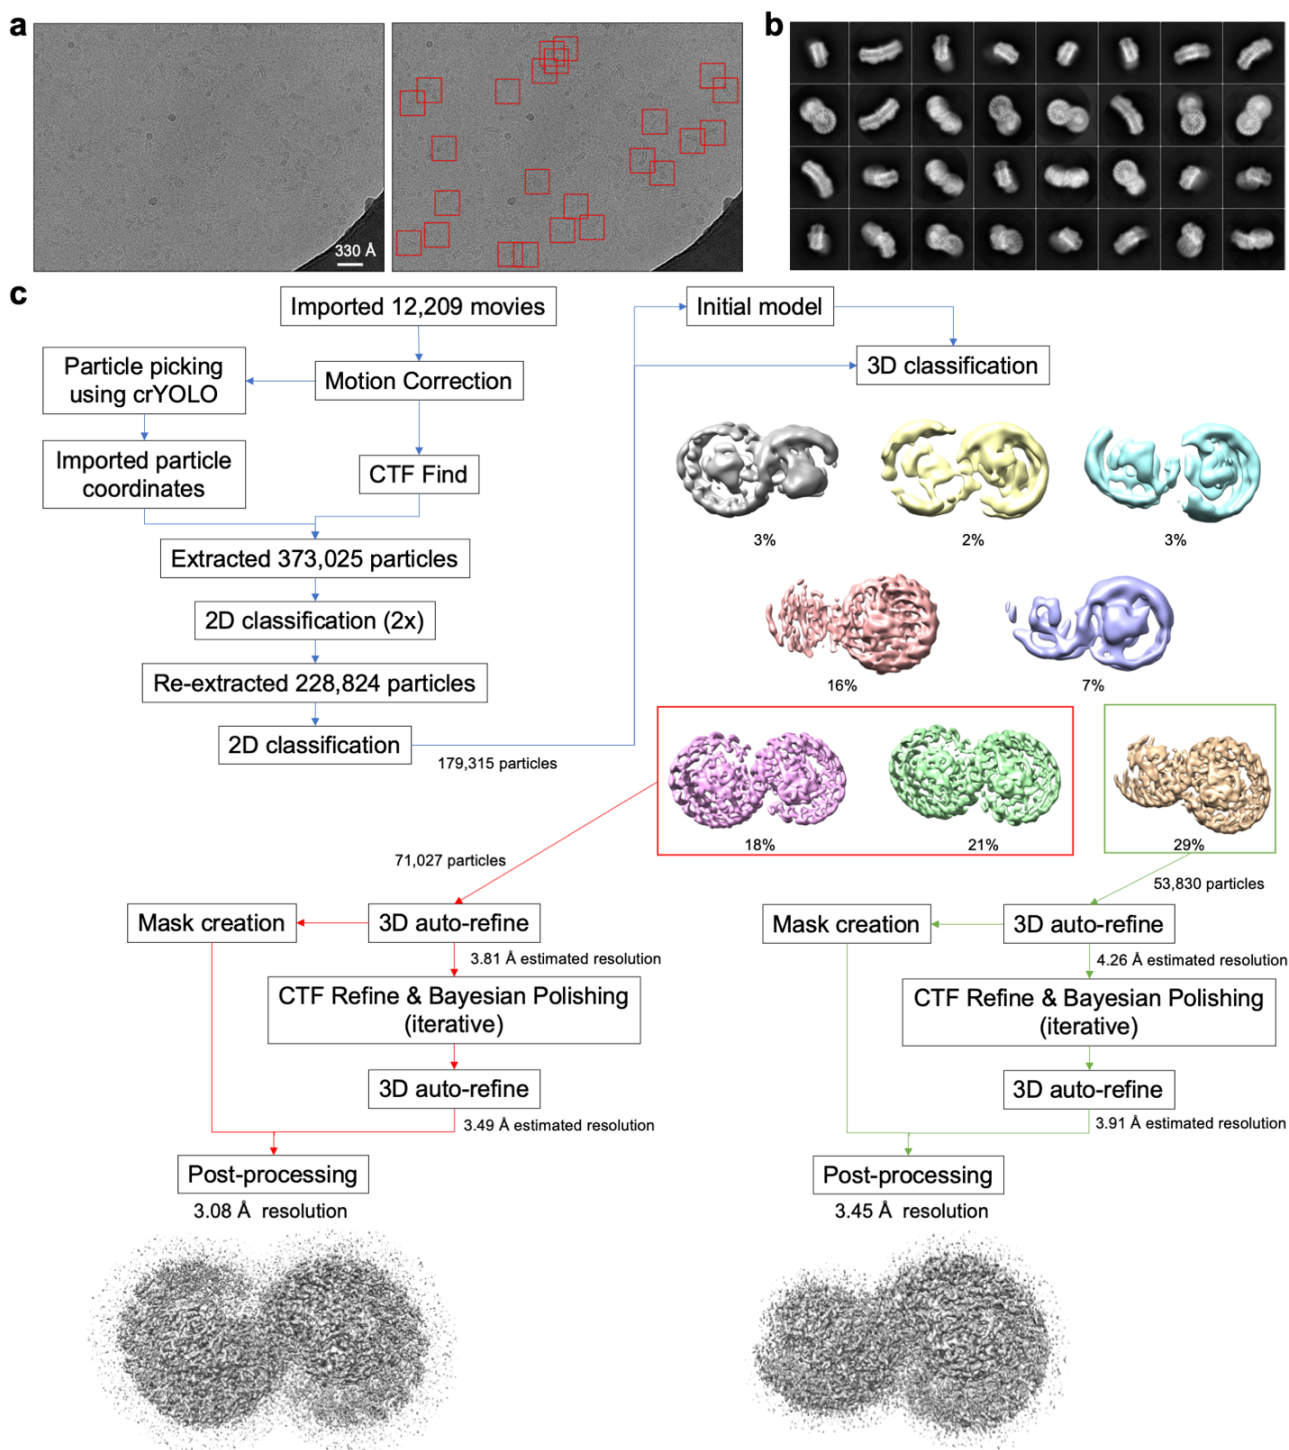 a
330 Å
b
c
Imported 12,209 movies
Motion Correction
Particle picking
using crYOLO
Imported particle
coordinates
CTF Find
Extracted 373,025 particles
2D classification (2x)
Re-extracted 228,824 particles
2D classification
179,315 particles
Initial model
3D classification
3%
2%
3%
16%
7%
18%
21%
29%
71,027 particles
Mask creation
3D auto-refine
3.81 Å estimated resolution
CTF Refine & Bayesian Polishing
(iterative)
3D auto-refine
3.49 Å estimated resolution
Post-processing
3.08 Å resolution
53,830 particles
Mask creation
3D auto-refine
4.26 Å estimated resolution
CTF Refine & Bayesian Polishing
(iterative)
3D auto-refine
3.91 Å estimated resolution
Post-processing
3.45 Å resolution